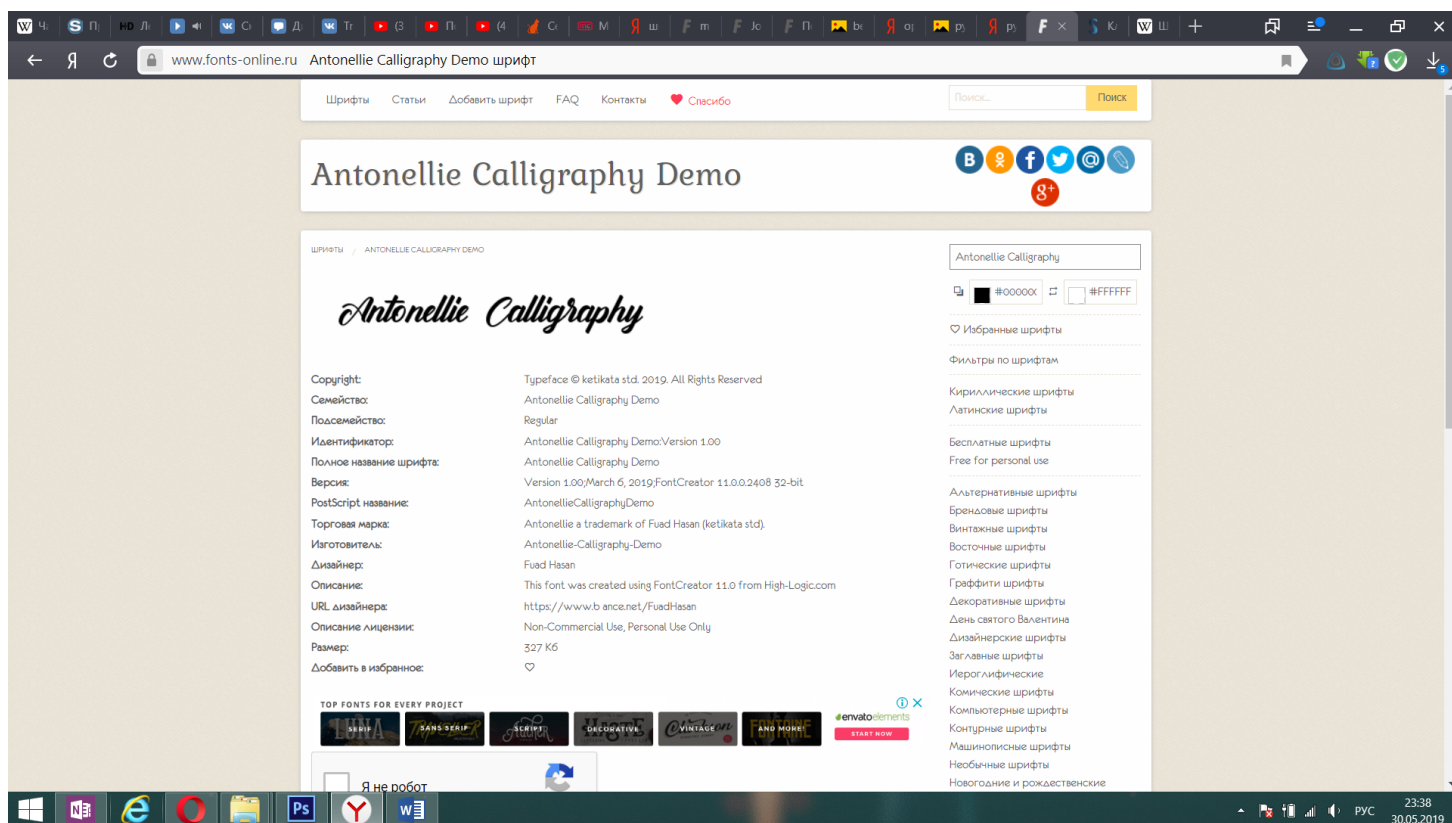 www.fonts-online.ru Antonellie Calligraphy Demo шрифт
Шрифты Статьи Добавить шрифт FAQ Контакты Спасибо
Поиск... Поиск
Antonellie Calligraphy Demo
ШРИФТЫ / ANTONELLIE CALLIGRAPHY DEMO
Antonellie Calligraphy
Copyright: Typeface © ketikata std. 2019. All Rights Reserved
Семейство: Antonellie Calligraphy Demo
Подсемейство: Regular
Идентификатор: Antonellie Calligraphy Demo:Version 1.00
Полное название шрифта: Antonellie Calligraphy Demo
Версия: Version 1.00;March 6, 2019;FontCreator 11.0.0.2408 32-bit
PostScript название: AntonellieCalligraphyDemo
Торговая марка: Antonellie a trademark of Fuad Hasan (ketikata std).
Изготовитель: Antonellie-Calligraphy-Demo
Дизайнер: Fuad Hasan
Описание: This font was created using FontCreator 11.0 from High-Logic.com
URL дизайнера: https://www.b ance.net/FuadHasan
Описание лицензии: Non-Commercial Use, Personal Use Only
Размер: 327 Кб
Добавить в избранное:
TOP FONTS FOR EVERY PROJECT
SERIF SANS SERIF SCRIPT DECORATIVE VINTAGE AND MORE!
envatoelements
START NOW
Я не робот
Antonellie Calligraphy
#000000 #FFFFFF
Избранные шрифты
Фильтры по шрифтам
Кириллические шрифты
Латинские шрифты
Бесплатные шрифты
Free for personal use
Альтернативные шрифты
Брендовые шрифты
Винтажные шрифты
Восточные шрифты
Готические шрифты
Граффити шрифты
Декоративные шрифты
День святого Валентина
Дизайнерские шрифты
Заглавные шрифты
Иероглифические
Комические шрифты
Компьютерные шрифты
Контурные шрифты
Машинописные шрифты
Необычные шрифты
Новогодние и рождественские
РУС 23:38
30.05.2019